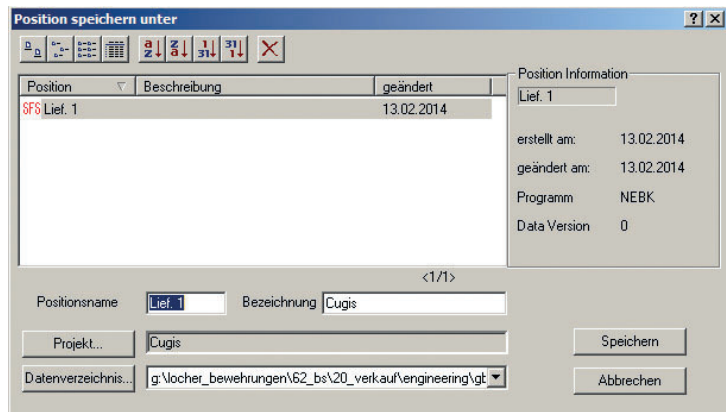 Position speichern unter
Position Beschreibung geändert
SFS Lief. 1 13.02.2014
<1/1>
Position Information
Lief. 1
erstellt am: 13.02.2014
geändert am: 13.02.2014
Programm NEBK
Data Version 0
Positionsname Lief. 1 Bezeichnung Cugis
Projekt... Cugis
Datenverzeichnis... g:\locher_bewehrungen\62_bs\20_verkauf\engineering\gt
Speichern
Abbrechen